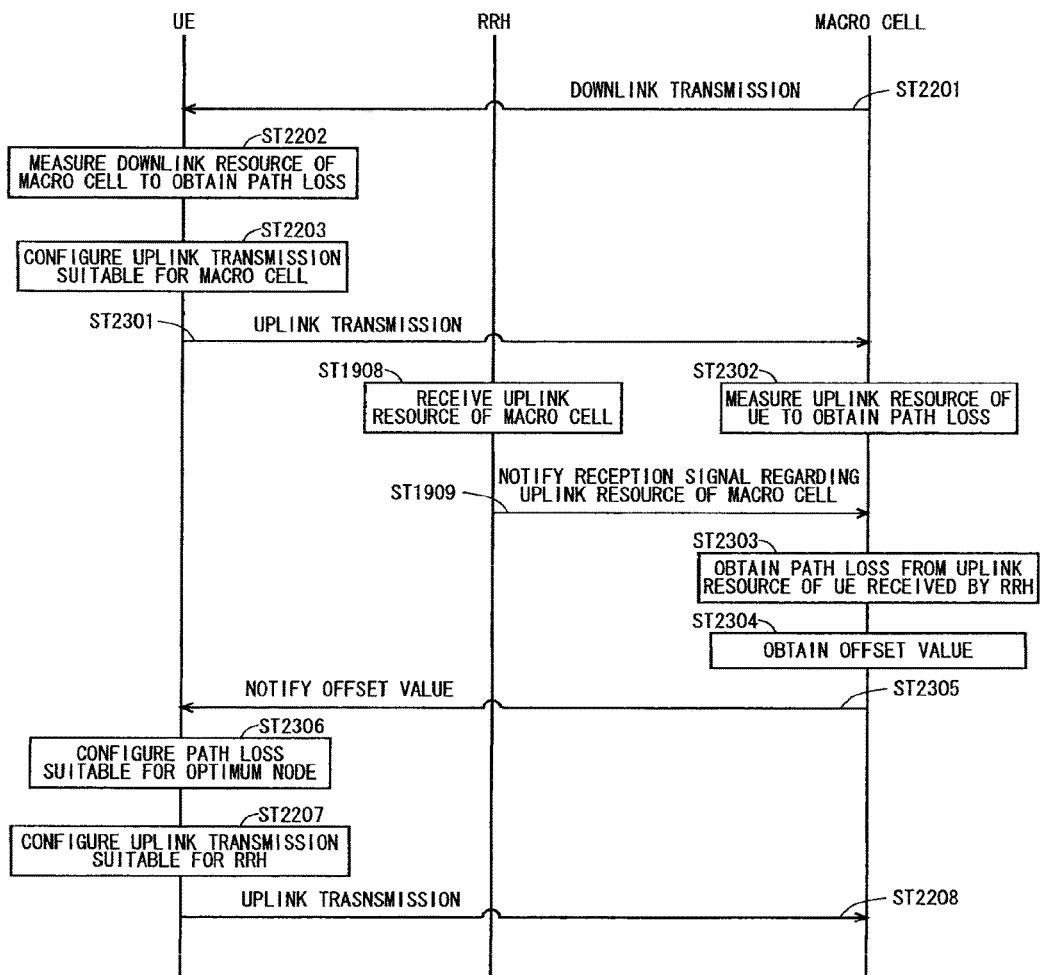 UE
RRH
MACRO CELL
DOWNLINK TRANSMISSION
ST2201
ST2202
MEASURE DOWNLINK RESOURCE OF
MACRO CELL TO OBTAIN PATH LOSS
ST2203
CONFIGURE UPLINK TRANSMISSION
SUITABLE FOR MACRO CELL
ST2301
UPLINK TRANSMISSION
ST1908
RECEIVE UPLINK
RESOURCE OF MACRO CELL
ST2302
MEASURE UPLINK RESOURCE OF
UE TO OBTAIN PATH LOSS
NOTIFY RECEPTION SIGNAL REGARDING
UPLINK RESOURCE OF MACRO CELL
ST1909
ST2303
OBTAIN PATH LOSS FROM UPLINK
RESOURCE OF UE RECEIVED BY RRH
ST2304
OBTAIN OFFSET VALUE
NOTIFY OFFSET VALUE
ST2305
ST2306
CONFIGURE PATH LOSS
SUITABLE FOR OPTIMUM NODE
ST2207
CONFIGURE UPLINK TRANSMISSION
SUITABLE FOR RRH
UPLINK TRASNSMISSION
ST2208